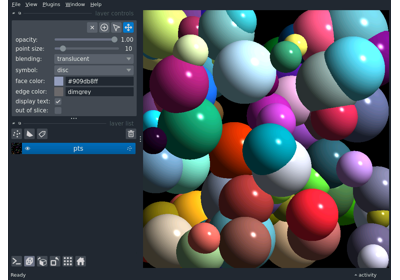 File View Plugins Window Help
layer controls
opacity: 1.00
point size: 10
blending: translucent
symbol: disc
face color: #909db8ff
edge color: dimgrey
display text: ✓
out of slice:
layer list
pts
Ready
activity